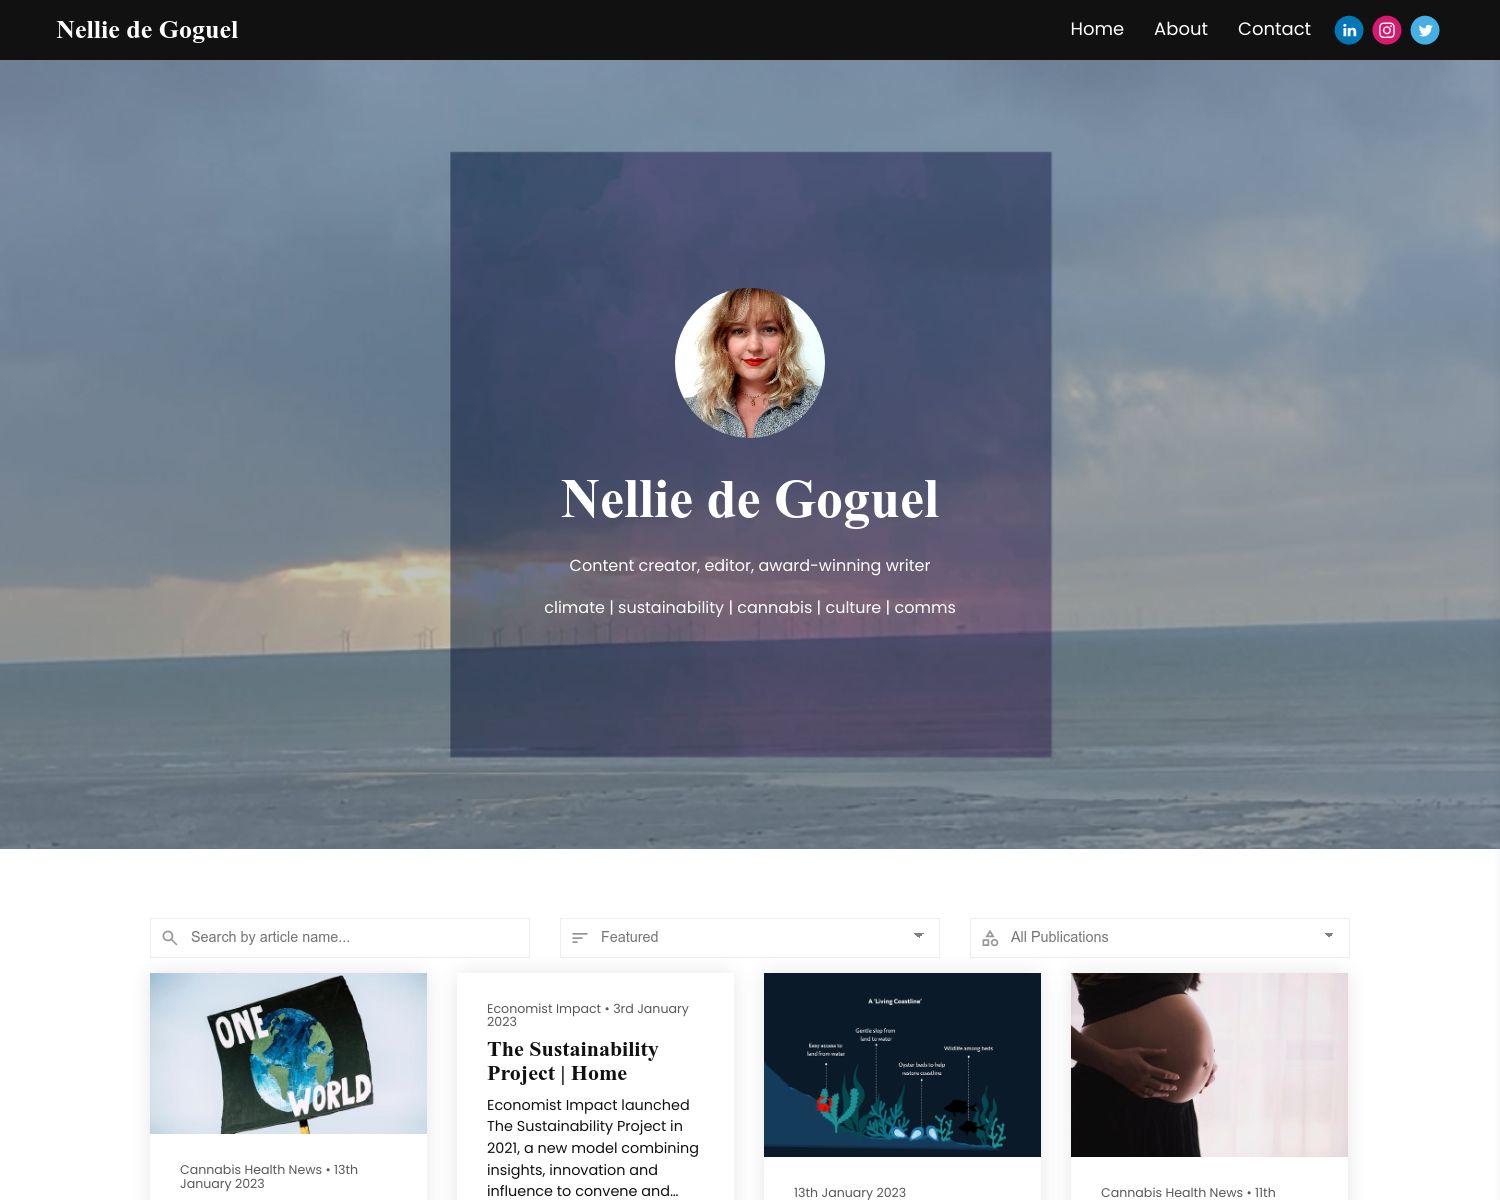 Nellie de Goguel
Home About Contact
Nellie de Goguel
Content creator, editor, award-winning writer
climate | sustainability | cannabis | culture | comms
Search by article name...
Featured
All Publications
ONE
WORLD
Cannabis Health News • 13th
January 2023
Economist Impact • 3rd January
2023
The Sustainability
Project | Home
Economist Impact launched
The Sustainability Project in
2021, a new model combining
insights, innovation and
influence to convene and…
A 'Living Coastline'
Easy access to
land from water
Gentle slop from
land to water
Oyster beds to help
restore coastline
Wildlife among beds
13th January 2023
Cannabis Health News • 11th